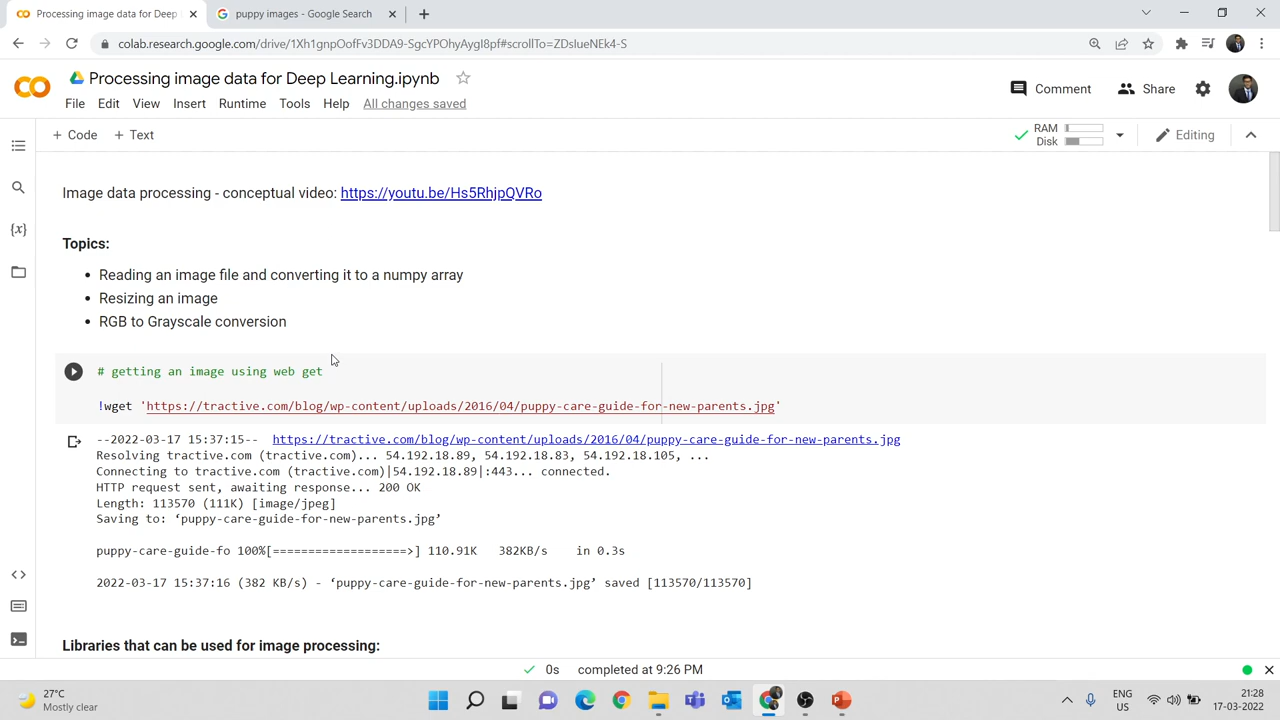 Processing image data for Deep
puppy images - Google Search
colab.research.google.com/drive/1Xh1gnpOofFv3DDA9-SgcYPOhyAygI8pf#scrollTo=ZDsIueNEk4-S
Processing image data for Deep Learning.ipynb
Comment
Share
File Edit View Insert Runtime Tools Help All changes saved
+ Code + Text
RAM
Disk
Editing
Image data processing - conceptual video: https://youtu.be/Hs5RhjpQVRo
Topics:
• Reading an image file and converting it to a numpy array
• Resizing an image
• RGB to Grayscale conversion
# getting an image using web get
!wget 'https://tractive.com/blog/wp-content/uploads/2016/04/puppy-care-guide-for-new-parents.jpg'
--2022-03-17 15:37:15-- https://tractive.com/blog/wp-content/uploads/2016/04/puppy-care-guide-for-new-parents.jpg
Resolving tractive.com (tractive.com)... 54.192.18.89, 54.192.18.83, 54.192.18.105, ...
Connecting to tractive.com (tractive.com)|54.192.18.89|:443... connected.
HTTP request sent, awaiting response... 200 OK
Length: 113570 (111K) [image/jpeg]
Saving to: ‘puppy-care-guide-for-new-parents.jpg’
puppy-care-guide-fo 100%[===================>] 110.91K 382KB/s in 0.3s
2022-03-17 15:37:16 (382 KB/s) - ‘puppy-care-guide-for-new-parents.jpg’ saved [113570/113570]
Libraries that can be used for image processing:
0s completed at 9:26 PM
27°C
Mostly clear
ENG
US
21:28
17-03-2022